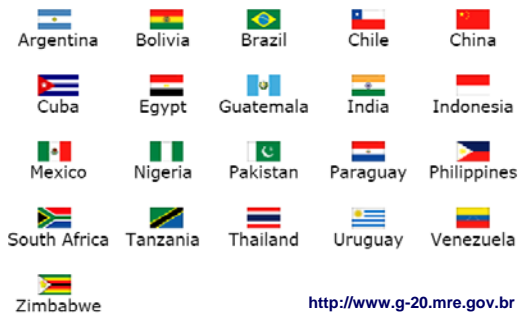 Argentina Bolivia Brazil Chile China
Cuba Egypt Guatemala India Indonesia
Mexico Nigeria Pakistan Paraguay Philippines
South Africa Tanzania Thailand Uruguay Venezuela
Zimbabwe http://www.g-20.mre.gov.br